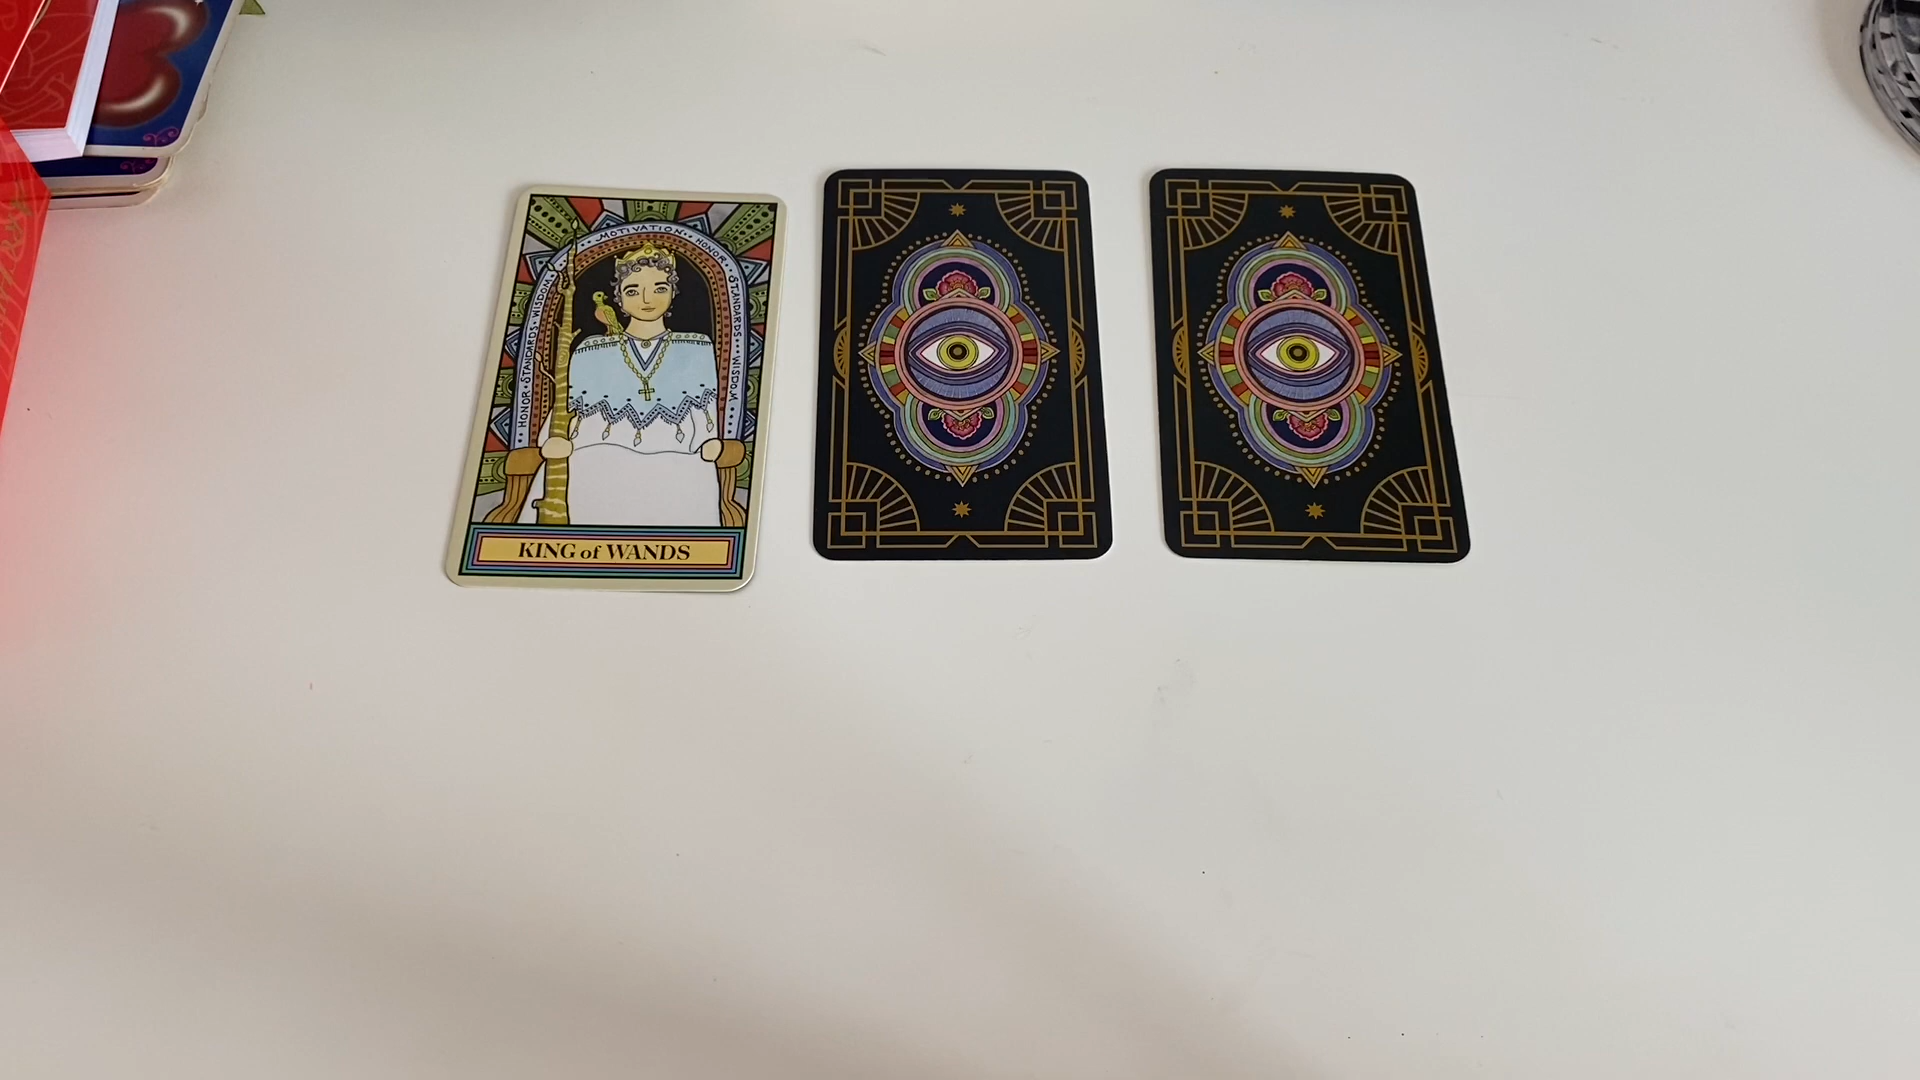 HONOR · STANDARDS · WISDOM · MOTIVATION · HONOR · STANDARDS · WISDOM
KING of WANDS